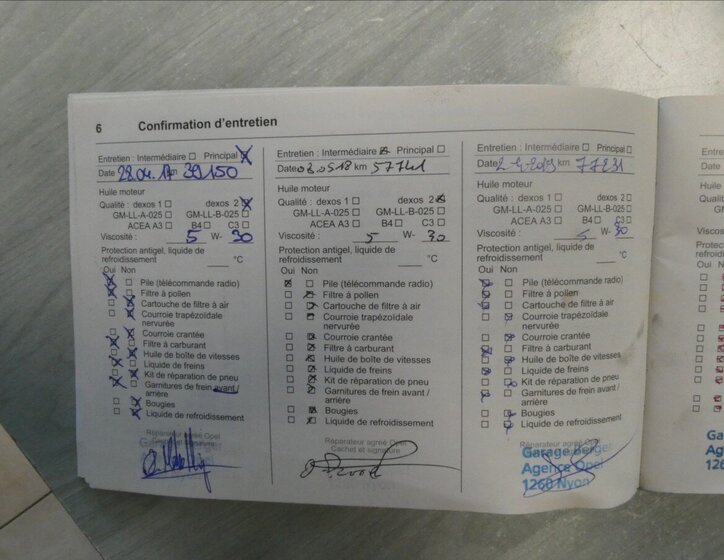 6 Confirmation d'entretien
Entretien : Intermédiaire Principal
Date 28.04.17 km 39150
Huile moteur
Qualité : dexos 1 dexos 2
GM-LL-A-025 GM-LL-B-025
ACEA A3 B4 C3
Viscosité : 5 W- 30
Protection antigel, liquide de
refroidissement °C
Oui Non
Pile (télécommande radio)
Filtre à pollen
Cartouche de filtre à air
Courroie trapézoïdale
nervurée
Courroie crantée
Filtre à carburant
Huile de boîte de vitesses
Liquide de freins
Kit de réparation de pneu
Garnitures de frein avant /
arrière
Bougies
Liquide de refroidissement
Réparateur agréé Opel
Cachet et signature
Entretien : Intermédiaire Principal
Date 03.0518 km 57741
Huile moteur
Qualité : dexos 1 dexos 2
GM-LL-A-025 GM-LL-B-025
ACEA A3 B4 C3
Viscosité : 5 W- 30
Protection antigel, liquide de
refroidissement °C
Oui Non
Pile (télécommande radio)
Filtre à pollen
Cartouche de filtre à air
Courroie trapézoïdale
nervurée
Courroie crantée
Filtre à carburant
Huile de boîte de vitesses
Liquide de freins
Kit de réparation de pneu
Garnitures de frein avant /
arrière
Bougies
Liquide de refroidissement
Réparateur agréé Opel
Cachet et signature
Entretien : Intermédiaire Principal
Date 2-4-2019 km 77231
Huile moteur
Qualité : dexos 1 dexos 2
GM-LL-A-025 GM-LL-B-025
ACEA A3 B4 C3
Viscosité : 5 W- 30
Protection antigel, liquide de
refroidissement °C
Oui Non
Pile (télécommande radio)
Filtre à pollen
Cartouche de filtre à air
Courroie trapézoïdale
nervurée
Courroie crantée
Filtre à carburant
Huile de boîte de vitesses
Liquide de freins
Kit de réparation de pneu
Garnitures de frein avant /
arrière
Bougies
Liquide de refroidissement
Réparateur agréé Opel
Garage Berger
Agence Opel
1260 Nyon
Date
Huile
Oui